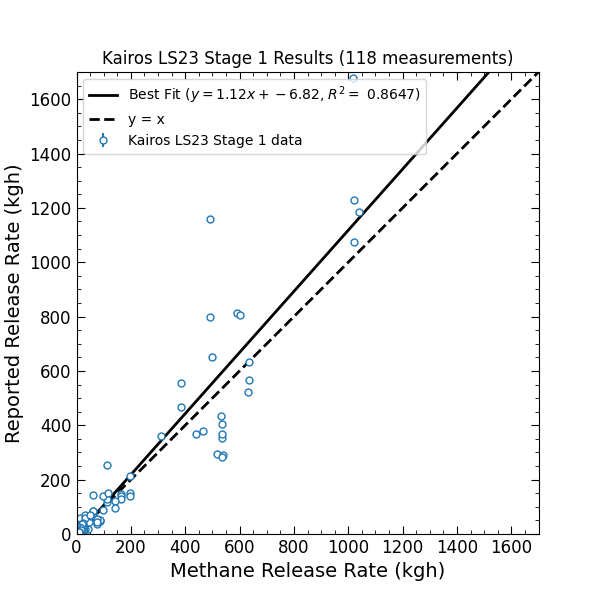 Kairos LS23 Stage 1 Results (118 measurements)
Best Fit (y = 1.12x + −6.82, R² = 0.8647)
y = x
Kairos LS23 Stage 1 data
Reported Release Rate (kgh)
1600
1400
1200
1000
800
600
400
200
0
0 200 400 600 800 1000 1200 1400 1600
Methane Release Rate (kgh)